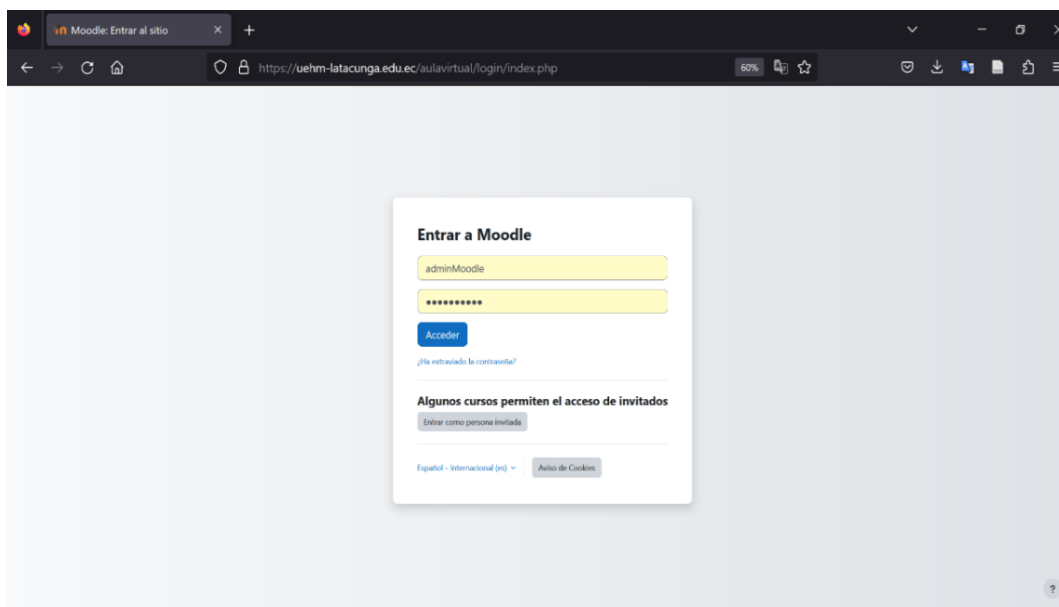 Moodle: Entrar al sitio
https://uehm-latacunga.edu.ec/aulavirtual/login/index.php
60%
Entrar a Moodle
adminMoodle
••••••••••
Acceder
¿Ha extraviado la contraseña?
Algunos cursos permiten el acceso de invitados
Entrar como persona invitada
Español - Internacional (es)
Aviso de Cookies
?